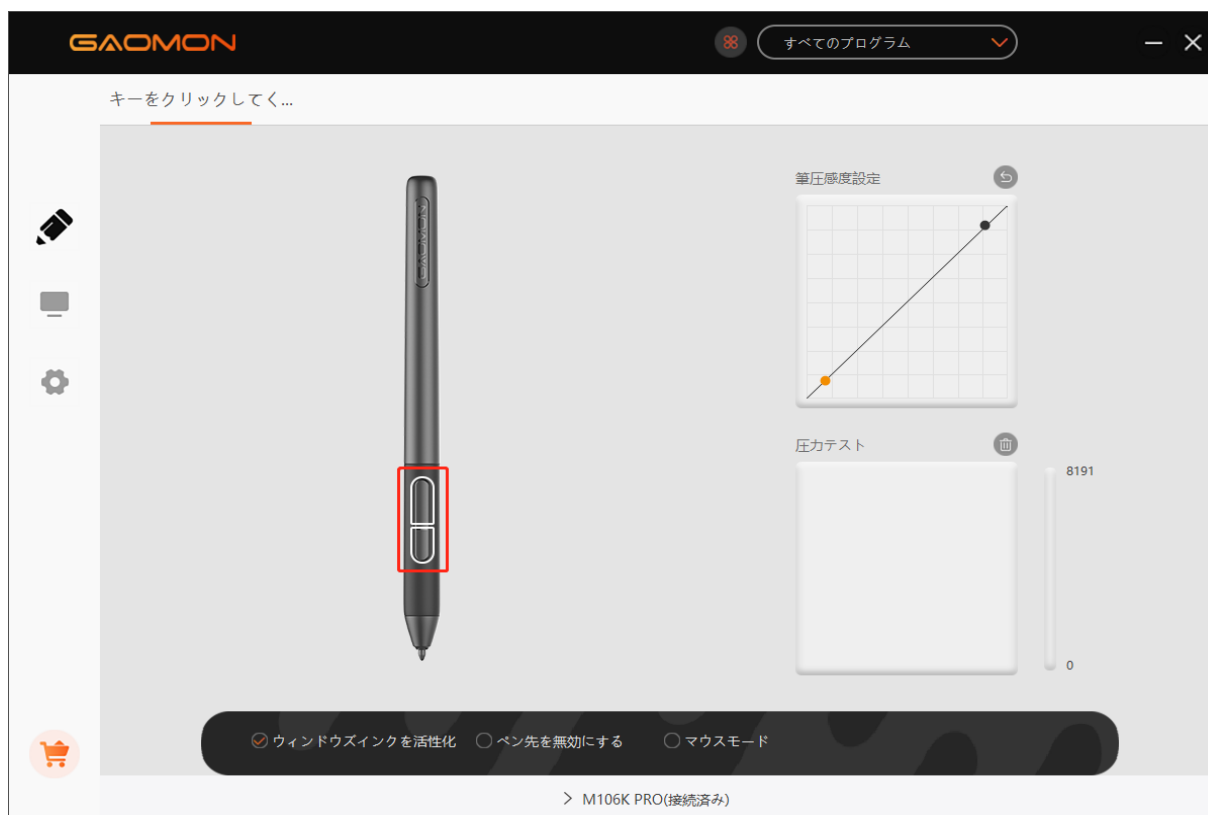 GAOMON
すべてのプログラム
キーをクリックしてく...
筆圧感度設定
GAOMON
圧力テスト
8191
0
ウィンドウズインクを活性化 ペン先を無効にする マウスモード
M106K PRO(接続済み)